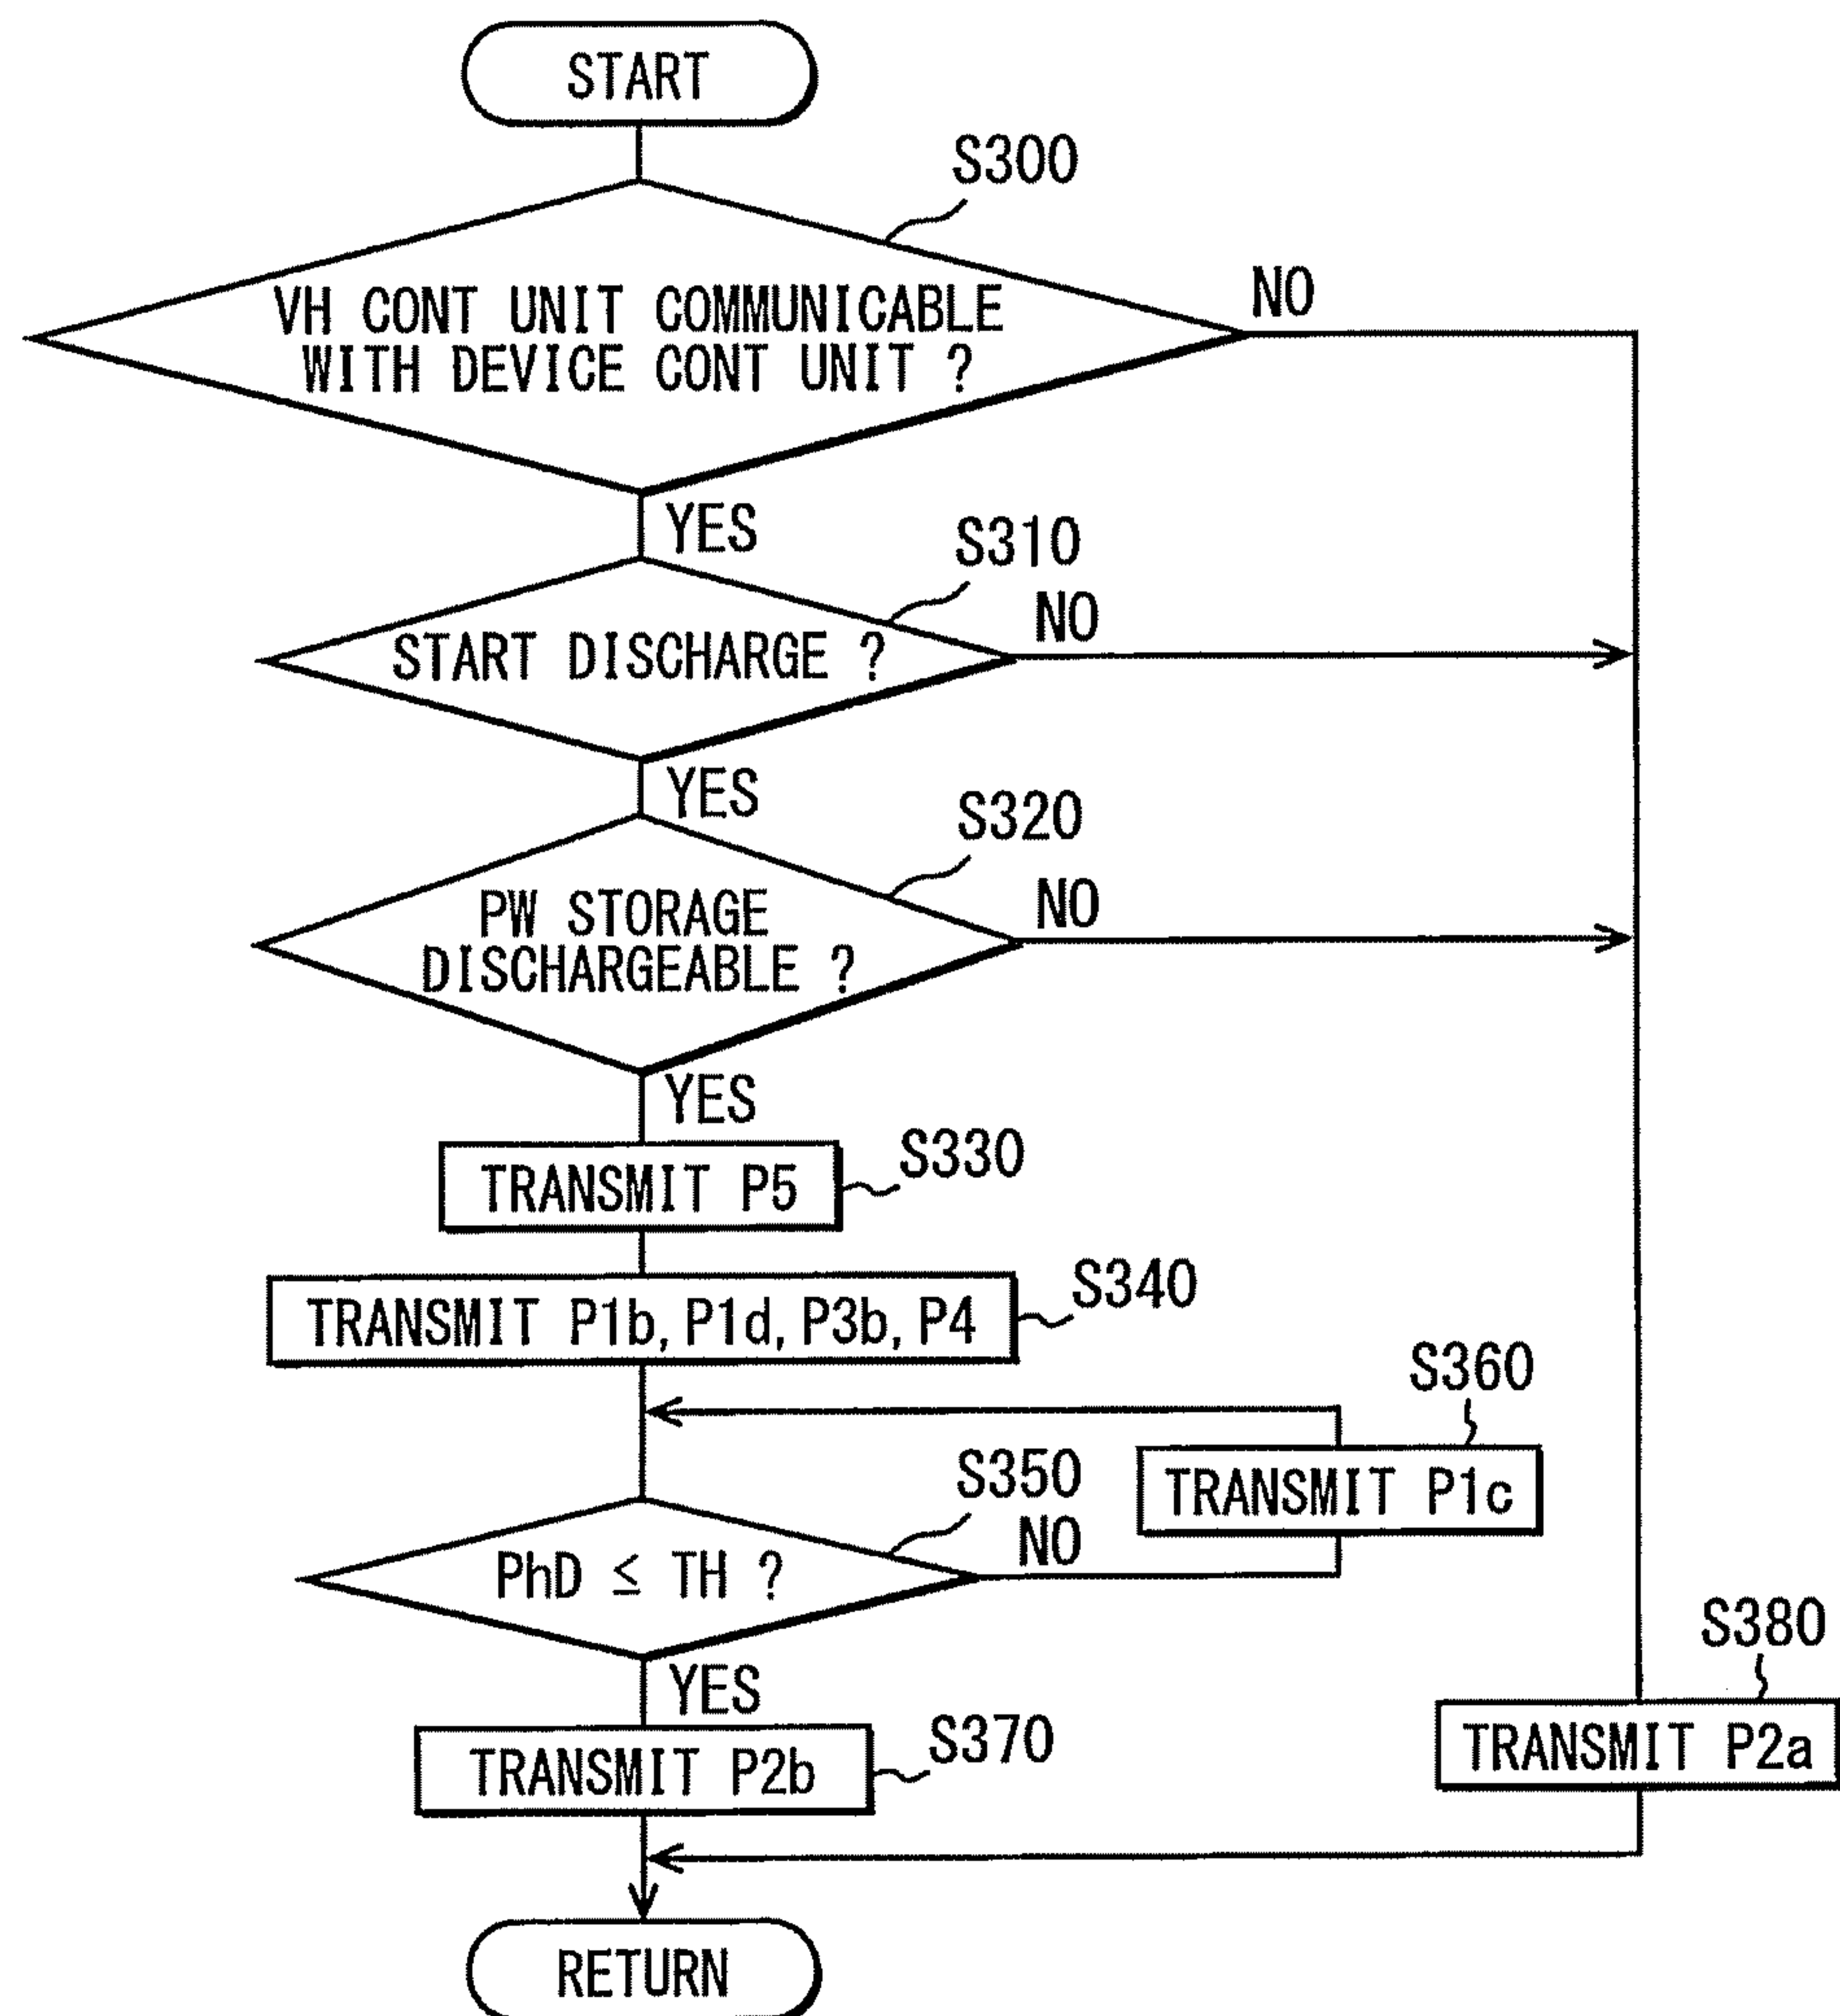 START
S300
VH CONT UNIT COMMUNICABLE
WITH DEVICE CONT UNIT ?
NO
YES
S310
START DISCHARGE ?
NO
YES
S320
PW STORAGE
DISCHARGEABLE ?
NO
YES
TRANSMIT P5
S330
TRANSMIT P1b, P1d, P3b, P4
S340
S360
TRANSMIT P1c
S350
PhD ≤ TH ?
NO
YES
TRANSMIT P2b
S370
S380
TRANSMIT P2a
RETURN